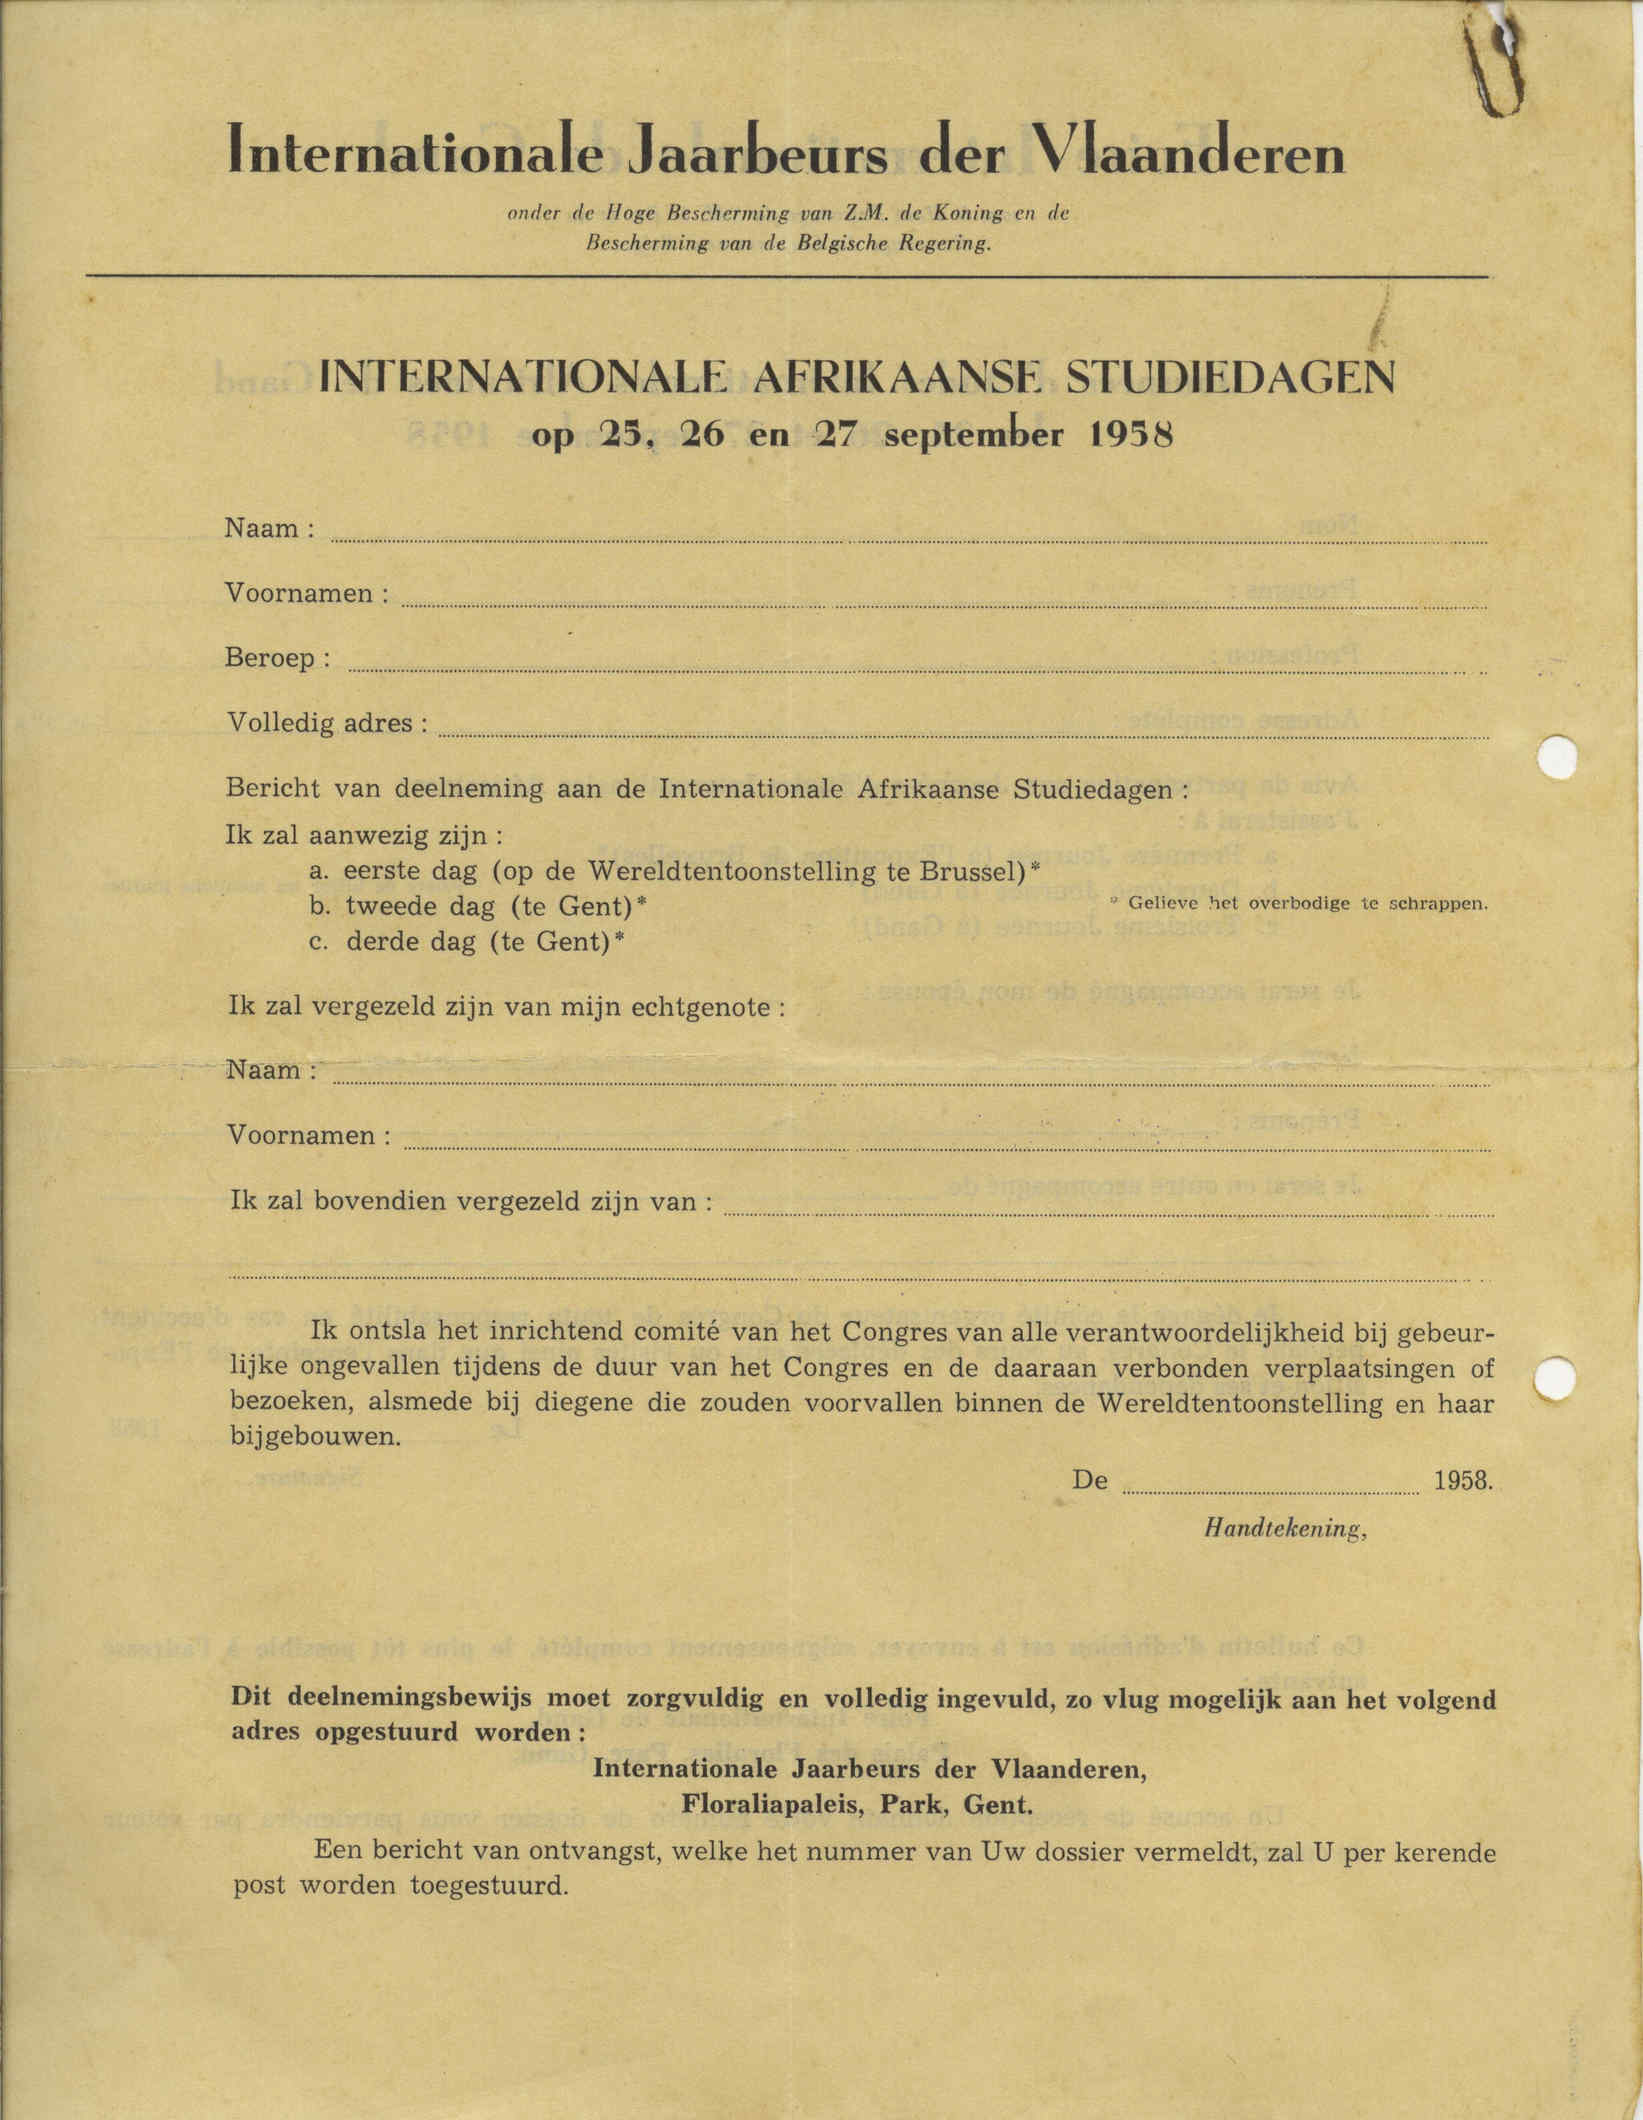 Internationale Jaarbeurs der Vlaanderen
onder de Hoge Bescherming van Z.M. de Koning en de
Bescherming van de Belgische Regering.
INTERNATIONALE AFRIKAANSE STUDIEDAGEN
op 25, 26 en 27 september 1958
Naam :
Voornamen :
Beroep :
Volledig adres :
Bericht van deelneming aan de Internationale Afrikaanse Studiedagen :
Ik zal aanwezig zijn :
a. eerste dag (op de Wereldtentoonstelling te Brussel)*
b. tweede dag (te Gent)*
* Gelieve het overbodige te schrappen.
c. derde dag (te Gent)*
Ik zal vergezeld zijn van mijn echtgenote :
Naam :
Voornamen :
Ik zal bovendien vergezeld zijn van :
Ik ontsla het inrichtend comité van het Congres van alle verantwoordelijkheid bij gebeur-
lijke ongevallen tijdens de duur van het Congres en de daaraan verbonden verplaatsingen of
bezoeken, alsmede bij diegene die zouden voorvallen binnen de Wereldtentoonstelling en haar
bijgebouwen.
De 1958.
Handtekening,
Dit deelnemingsbewijs moet zorgvuldig en volledig ingevuld, zo vlug mogelijk aan het volgend
adres opgestuurd worden :
Internationale Jaarbeurs der Vlaanderen,
Floraliapaleis, Park, Gent.
Een bericht van ontvangst, welke het nummer van Uw dossier vermeldt, zal U per kerende
post worden toegestuurd.